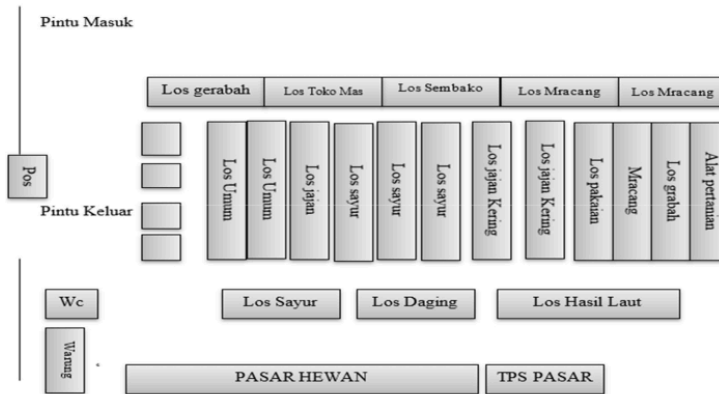 Pintu Masuk
Los gerabah
Los Toko Mas
Los Sembako
Los Mracang
Los Mracang
Pos
Los Umum
Los Umum
Los jajan
Los sayur
Los sayur
Los sayur
Los jajan Kering
Los jajan Kering
Los pakaian
Mracang
Los grabah
Alat pertanian
Pintu Keluar
Wc
Los Sayur
Los Daging
Los Hasil Laut
Warung
PASAR HEWAN
TPS PASAR